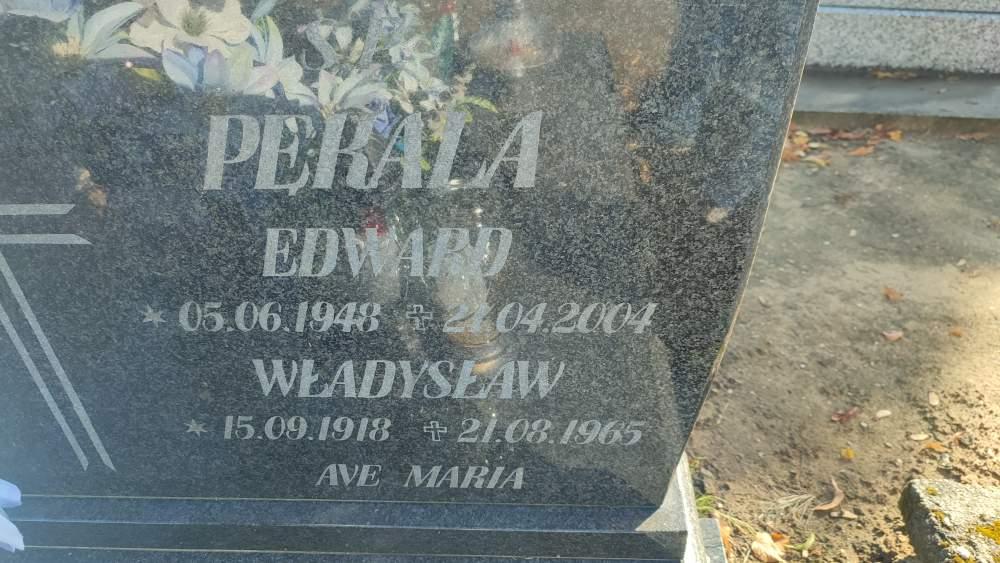 PĘKALA
EDWARD
✶ 05.06.1948 ✝ 21.04.2004
WŁADYSŁAW
✶ 15.09.1918 ✝ 21.08.1965
AVE MARIA